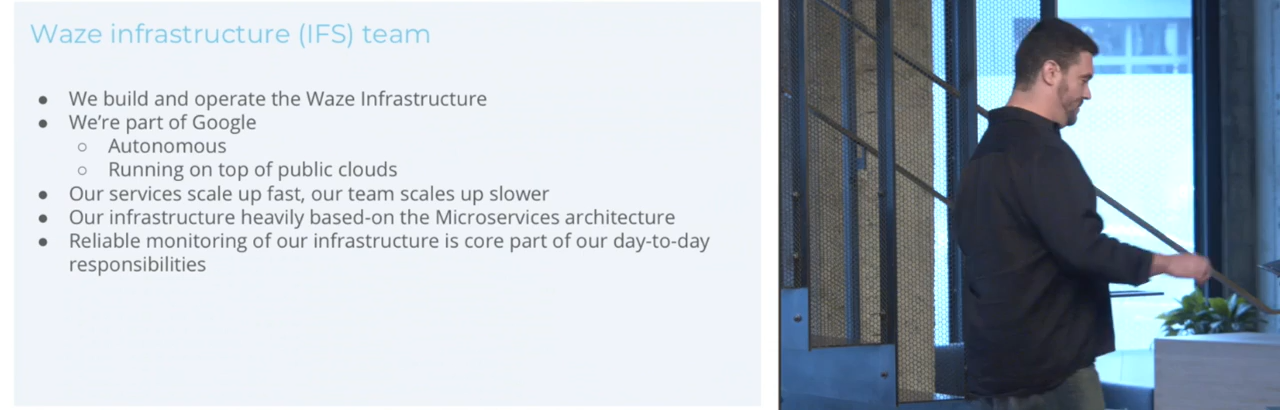 Waze infrastructure (IFS) team
● We build and operate the Waze Infrastructure
● We're part of Google
○ Autonomous
○ Running on top of public clouds
● Our services scale up fast, our team scales up slower
● Our infrastructure heavily based-on the Microservices architecture
● Reliable monitoring of our infrastructure is core part of our day-to-day
responsibilities